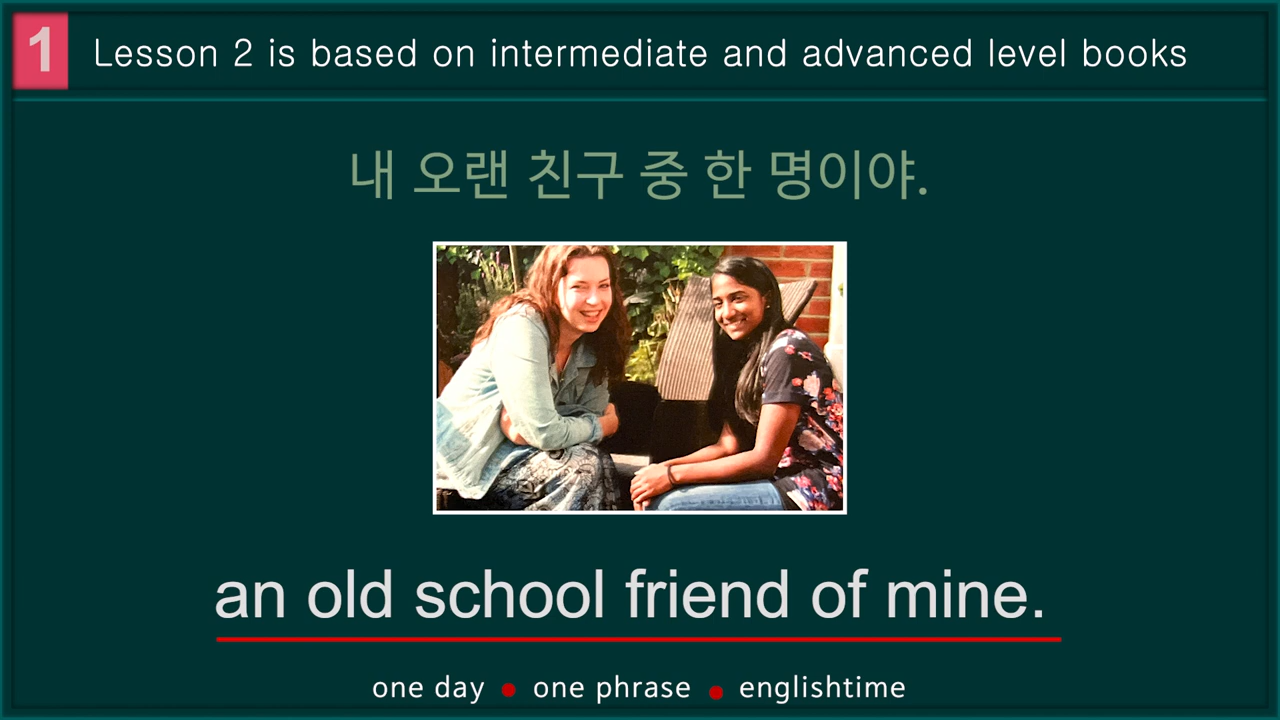 1 Lesson 2 is based on intermediate and advanced level books
내 오랜 친구 중 한 명이야.
an old school friend of mine.
one day • one phrase • englishtime